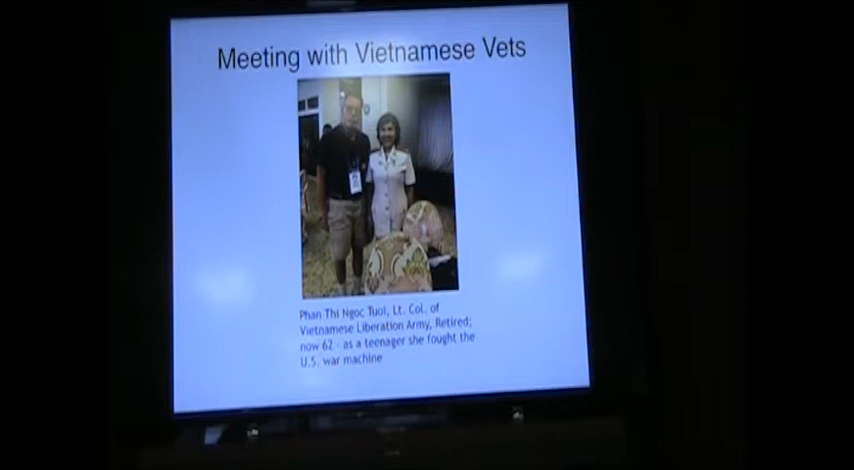 Meeting with Vietnamese Vets
Phan Thi Ngoc Tuoi, Lt. Col. of
Vietnamese Liberation Army, Retired;
now 62 - as a teenager she fought the
U.S. war machine